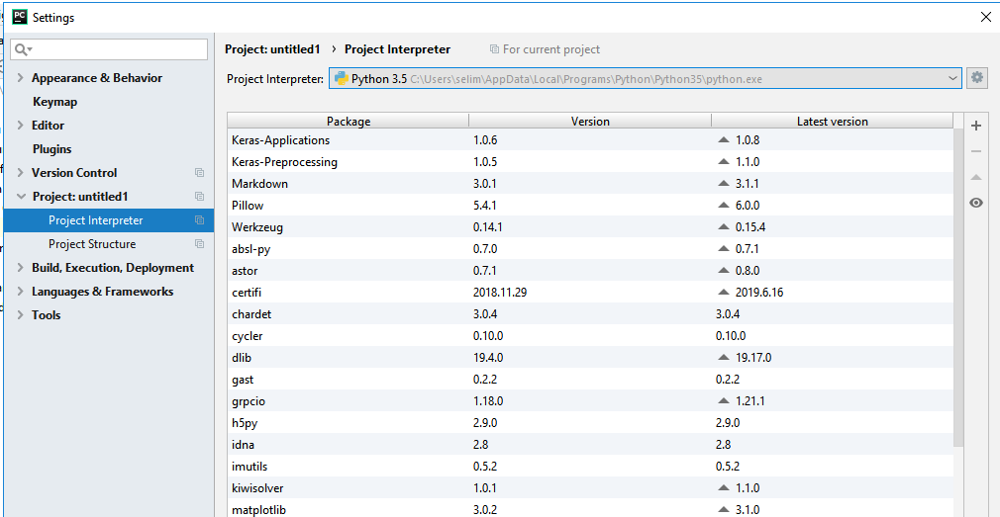 PC Settings
Project: untitled1 › Project Interpreter For current project
Project Interpreter: Python 3.5 C:\Users\selim\AppData\Local\Programs\Python\Python35\python.exe
Appearance & Behavior
Keymap
Editor
Plugins
Version Control
Project: untitled1
Project Interpreter
Project Structure
Build, Execution, Deployment
Languages & Frameworks
Tools
Package Version Latest version
Keras-Applications 1.0.6 1.0.8
Keras-Preprocessing 1.0.5 1.1.0
Markdown 3.0.1 3.1.1
Pillow 5.4.1 6.0.0
Werkzeug 0.14.1 0.15.4
absl-py 0.7.0 0.7.1
astor 0.7.1 0.8.0
certifi 2018.11.29 2019.6.16
chardet 3.0.4 3.0.4
cycler 0.10.0 0.10.0
dlib 19.4.0 19.17.0
gast 0.2.2 0.2.2
grpcio 1.18.0 1.21.1
h5py 2.9.0 2.9.0
idna 2.8 2.8
imutils 0.5.2 0.5.2
kiwisolver 1.0.1 1.1.0
matplotlib 3.0.2 3.1.0